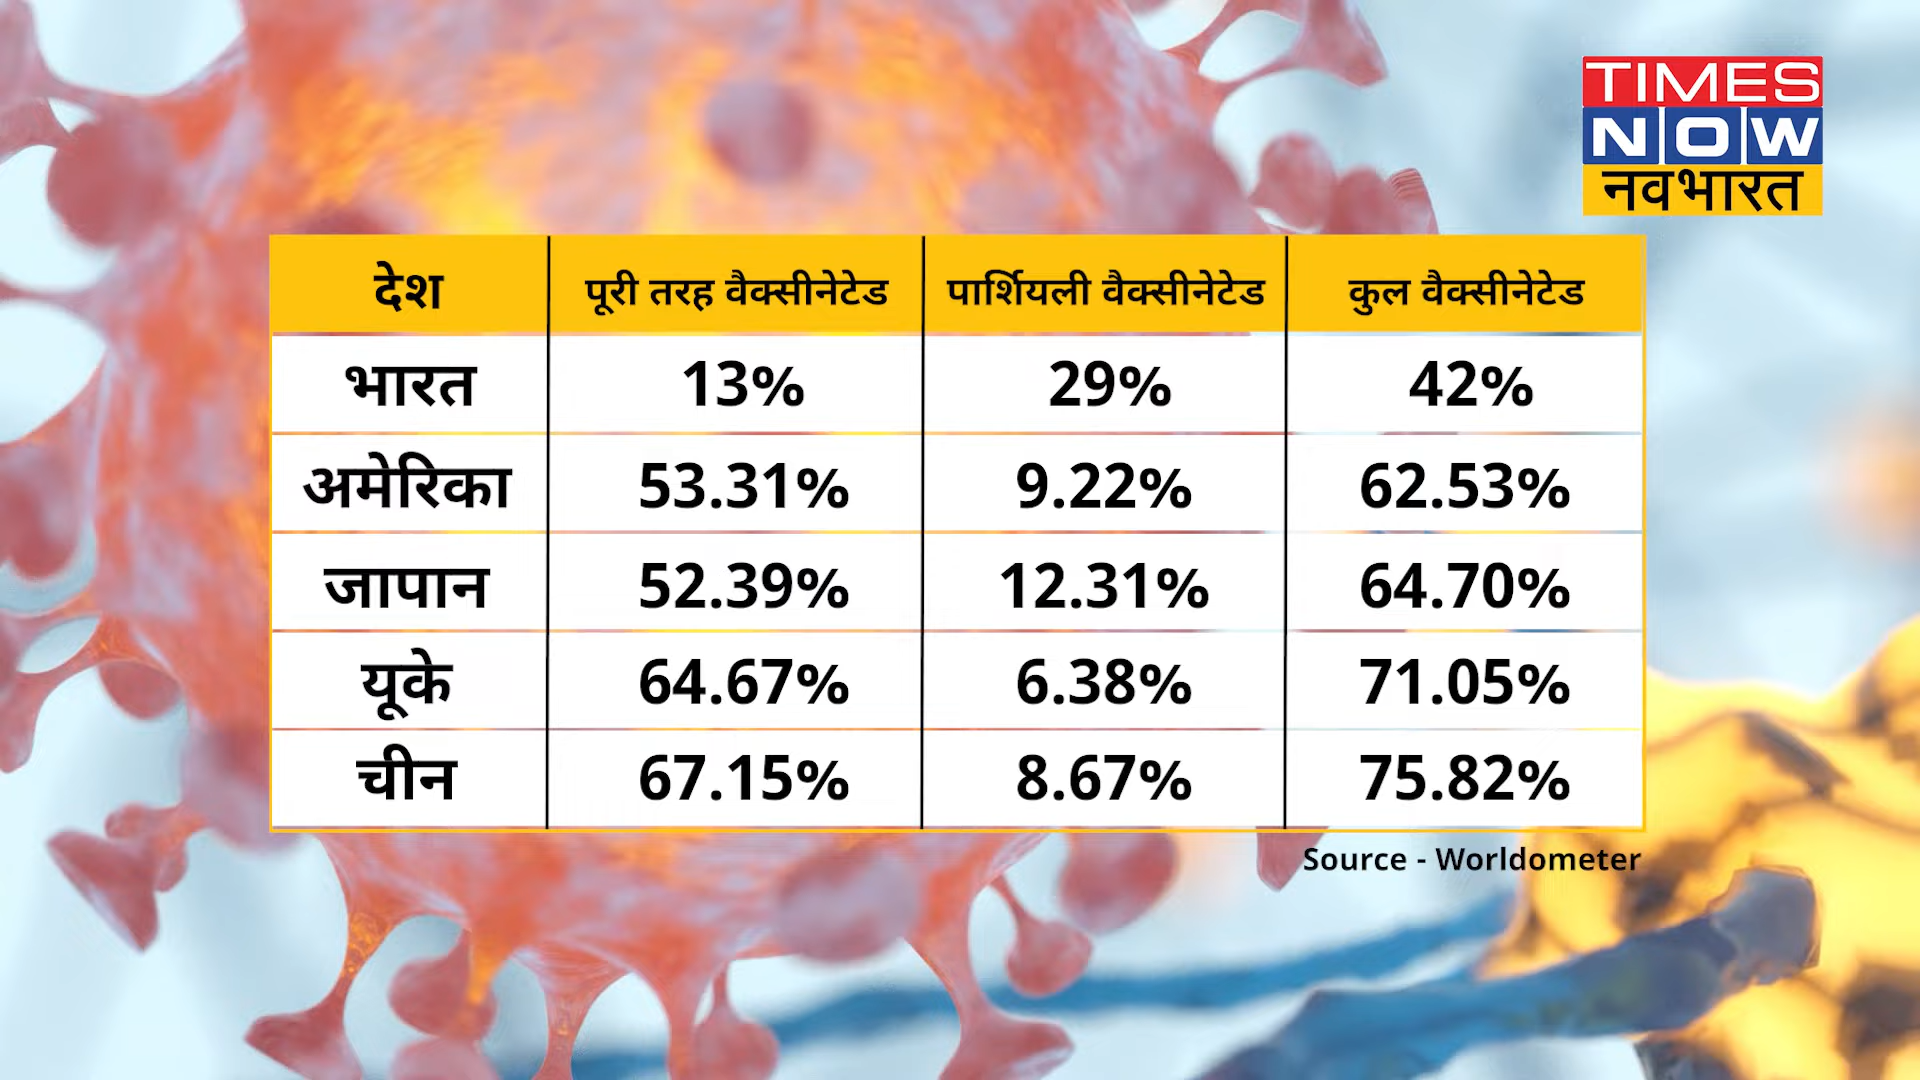 TIMES
NOW
नवभारत
देश पूरी तरह वैक्सीनेटेड पार्शियली वैक्सीनेटेड कुल वैक्सीनेटेड
भारत 13% 29% 42%
अमेरिका 53.31% 9.22% 62.53%
जापान 52.39% 12.31% 64.70%
यूके 64.67% 6.38% 71.05%
चीन 67.15% 8.67% 75.82%
Source - Worldometer